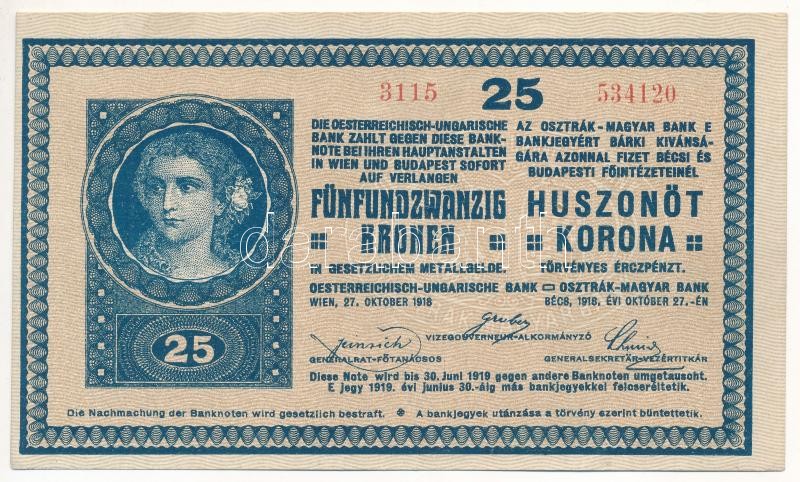 3115 25 534120
DIE OESTERREICHISCH-UNGARISCHE
BANK ZAHLT GEGEN DIESE BANK-
NOTE BEI IHREN HAUPTANSTALTEN
IN WIEN UND BUDAPEST SOFORT
AUF VERLANGEN
FÜNFUNDZWANZIG
KRONEN
IN GESETZLICHEM METALLGELDE.
OESTERREICHISCH-UNGARISCHE BANK
WIEN, 27. OKTOBER 1918
AZ OSZTRÁK-MAGYAR BANK E
BANKJEGYÉRT BÁRKI KIVÁNSÁ-
GÁRA AZONNAL FIZET BÉCSI ÉS
BUDAPESTI FŐINTÉZETEINÉL
HUSZONÖT
KORONA
TÖRVÉNYES ÉRCZPÉNZT.
OSZTRÁK-MAGYAR BANK
BÉCS, 1918. ÉVI OKTÓBER 27.-ÉN
darabanth
25
Gruber
VIZEGOUVERNEUR-ALKORMÁNYZÓ
GENERALRAT-FŐTANÁCSOS
GENERALSEKRETÄR-VEZÉRTITKÁR
Diese Note wird bis 30. Juni 1919 gegen andere Banknoten umgetauscht.
E jegy 1919. évi junius 30.-áig más bankjegyekkel felcseréltetik.
Die Nachmachung der Banknoten wird gesetzlich bestraft. A bankjegyek utánzása a törvény szerint büntettetik.